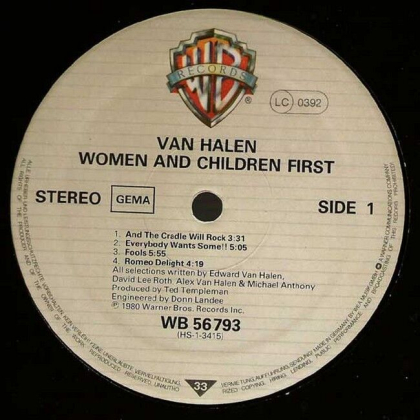 WB
RECORDS
®
LC 0392
VAN HALEN
WOMEN AND CHILDREN FIRST
STEREO GEMA SIDE 1
1. And The Cradle Will Rock 3:31
2. Everybody Wants Some!! 5:05
3. Fools 5:55
4. Romeo Delight 4:19
All selections written by Edward Van Halen,
David Lee Roth, Alex Van Halen & Michael Anthony
Produced by Ted Templeman
Engineered by Donn Landee
℗ 1980 Warner Bros. Records Inc.
WB 56793
(HS-1-3415)
33